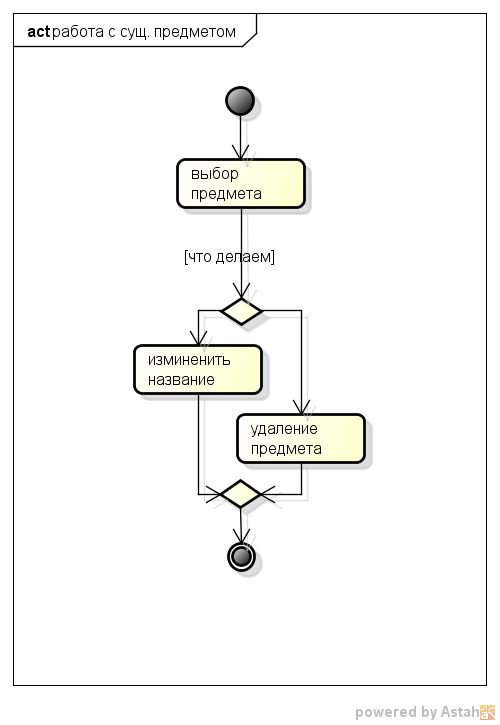 act работа с сущ. предметом
выбор
предмета
[что делаем]
изминенить
название
удаление
предмета
powered by Astah